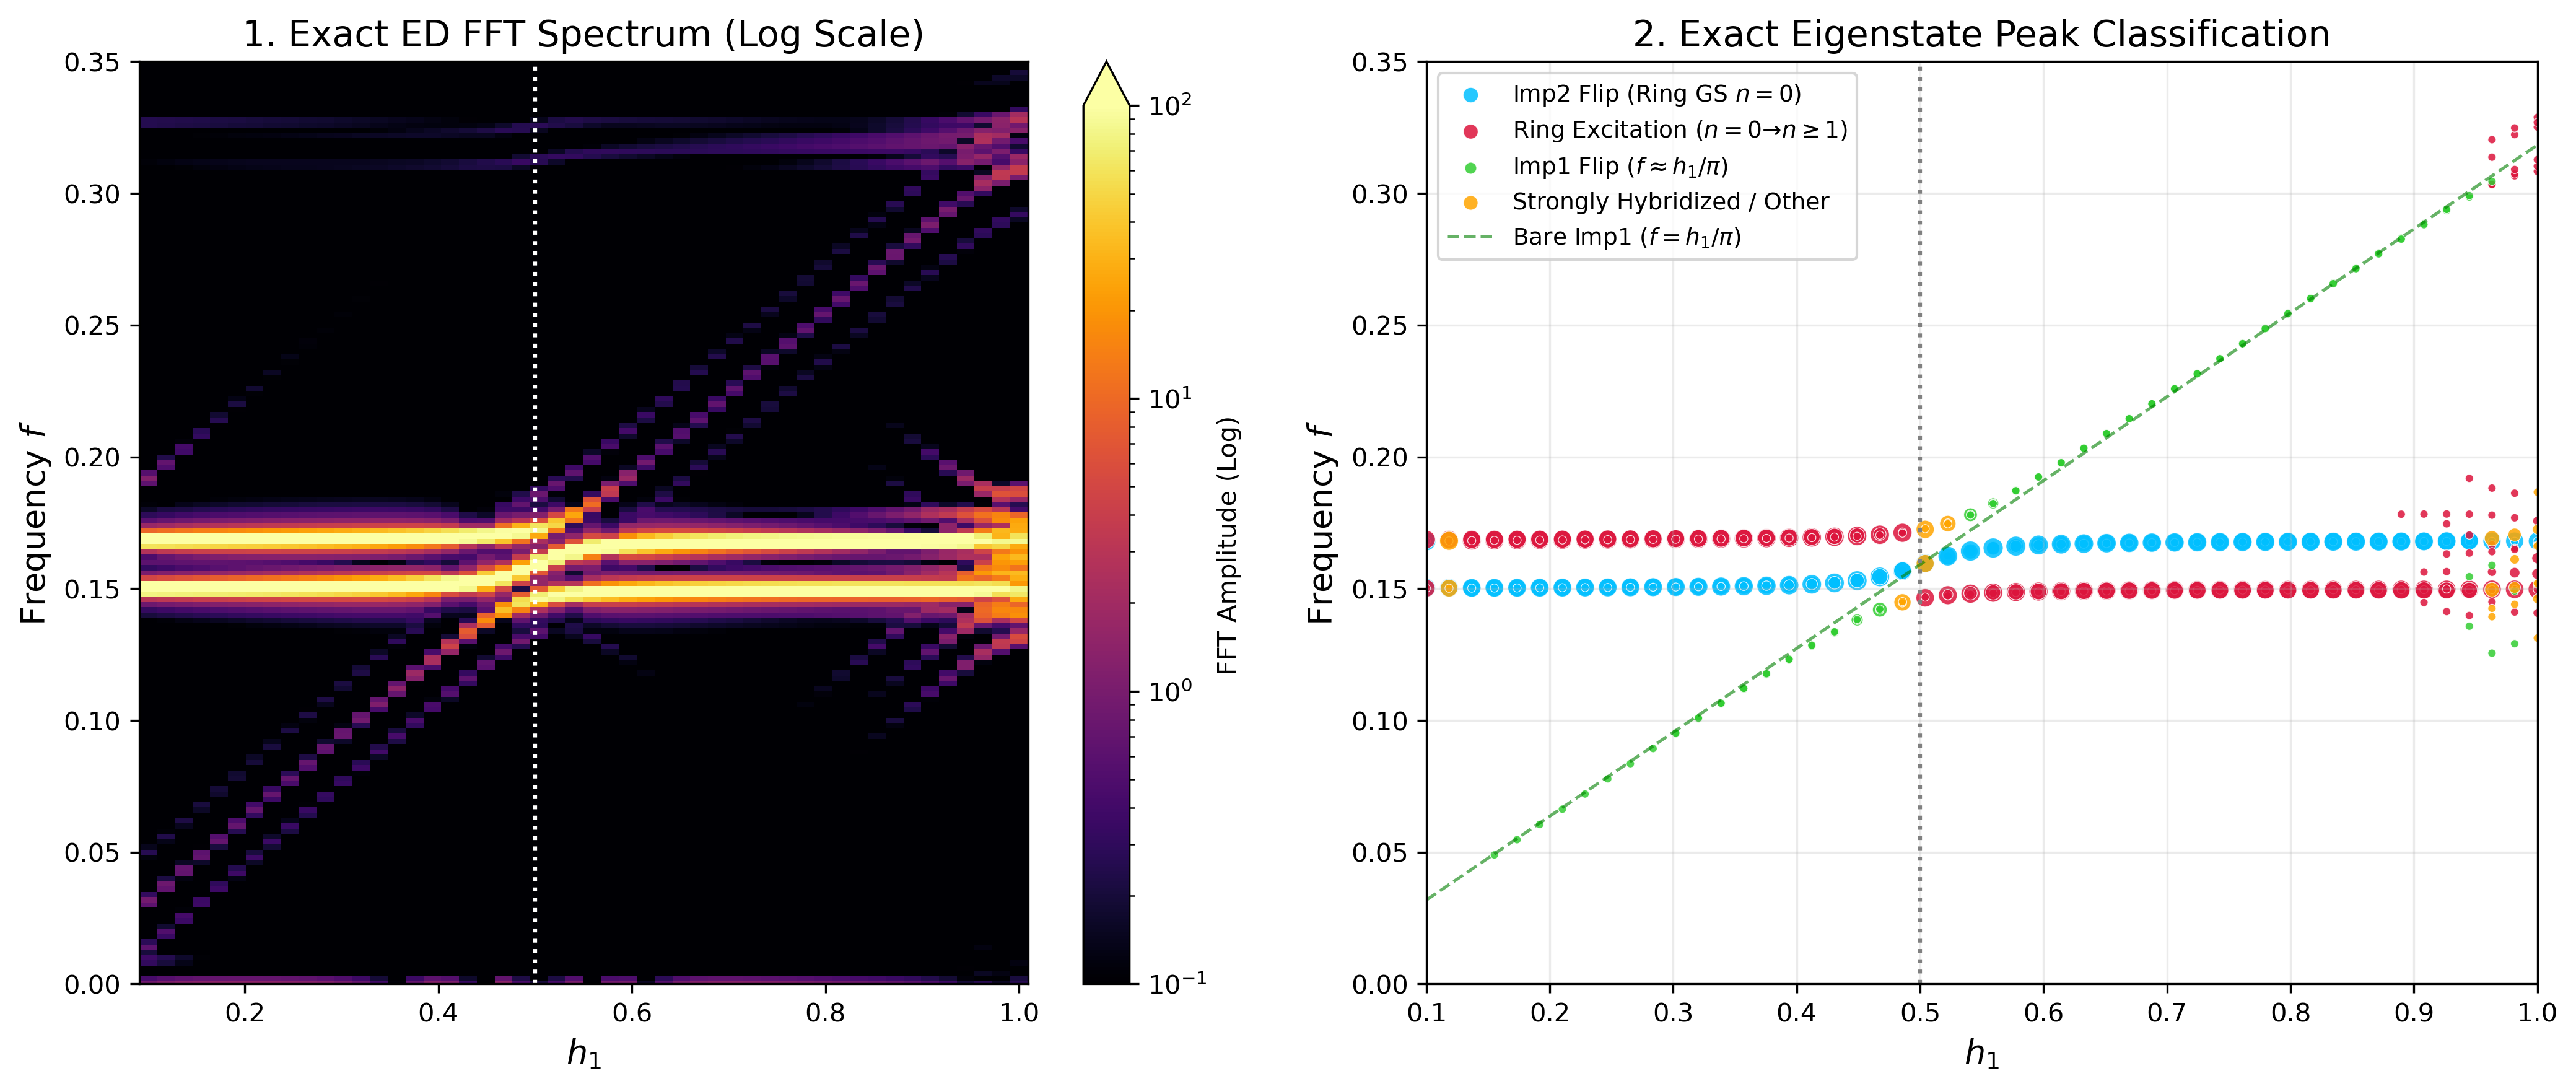 1. Exact ED FFT Spectrum (Log Scale)
Frequency f
0.35
0.30
0.25
0.20
0.15
0.10
0.05
0.00
0.2
0.4
0.6
0.8
1.0
h₁
10²
10¹
10⁰
10⁻¹
FFT Amplitude (Log)
2. Exact Eigenstate Peak Classification
Imp2 Flip (Ring GS n = 0)
Ring Excitation (n = 0→n ≥ 1)
Imp1 Flip (f ≈ h₁/π)
Strongly Hybridized / Other
Bare Imp1 (f = h₁/π)
Frequency f
0.35
0.30
0.25
0.20
0.15
0.10
0.05
0.00
0.1
0.2
0.3
0.4
0.5
0.6
0.7
0.8
0.9
1.0
h₁